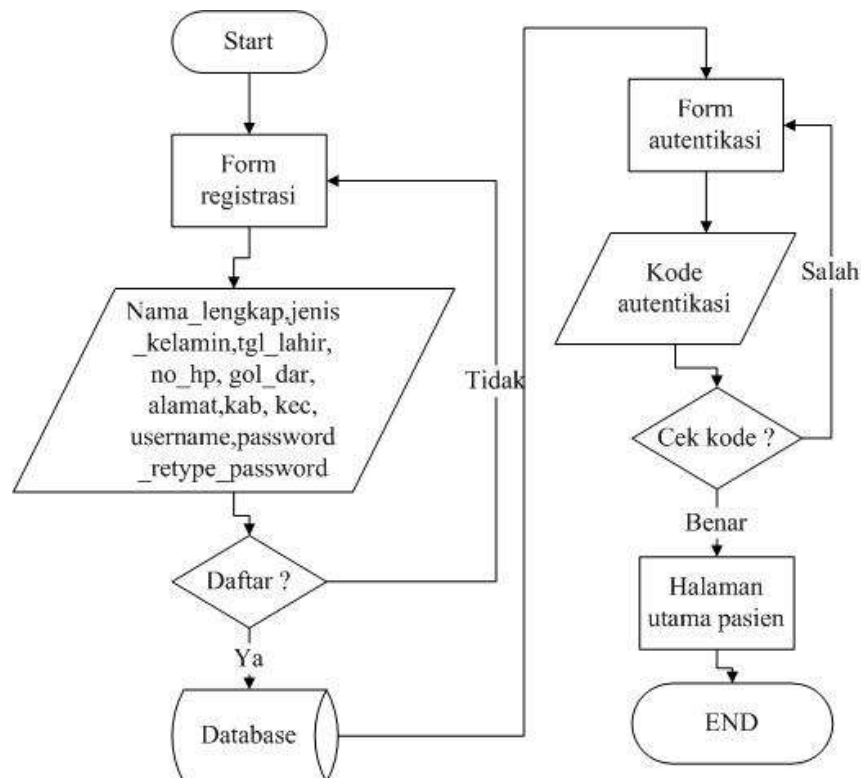 Start
Form
registrasi
Nama_lengkap,jenis
_kelamin,tgl_lahir,
no_hp, gol_dar,
alamat,kab, kec,
username,password
_retype_password
Tidak
Daftar ?
Ya
Database
Form
autentikasi
Kode
autentikasi
Salah
Cek kode ?
Benar
Halaman
utama pasien
END